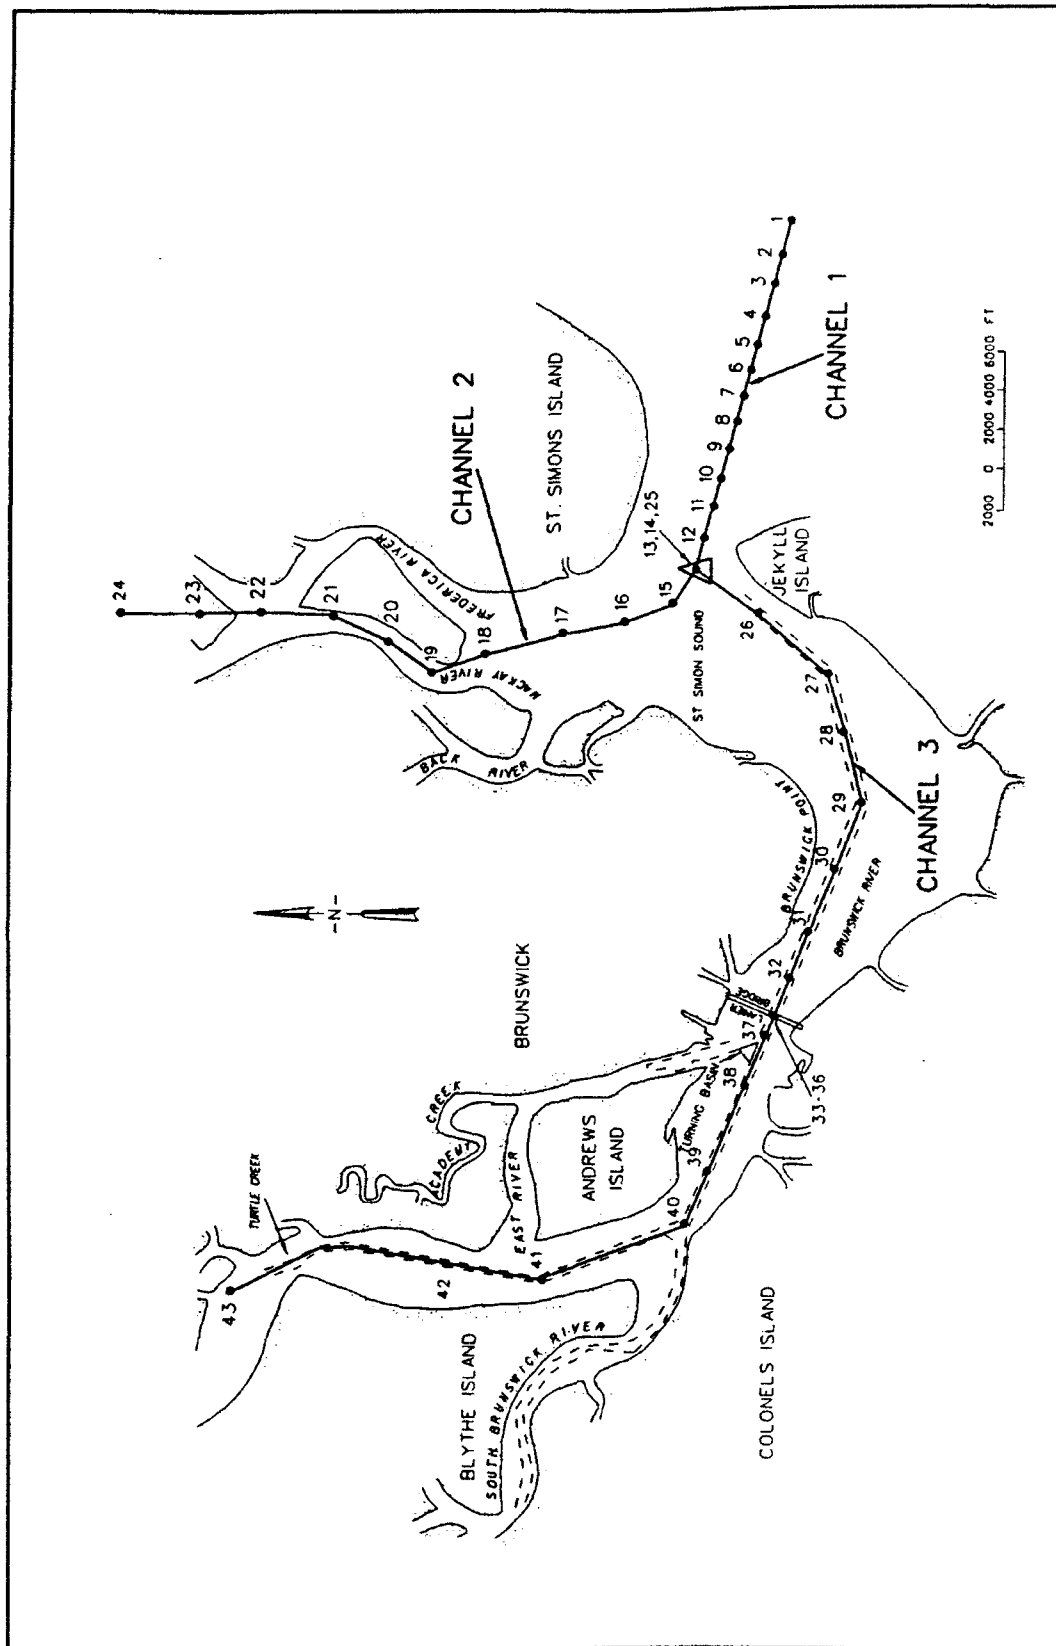 24
23
22
21
20
19
18
17
16
15
13,14,25
12
11
10
9
8
7
6
5
4
3
2
1
CHANNEL 2
CHANNEL 1
ST. SIMONS ISLAND
FREDERICA RIVER
MACKAY RIVER
BACK RIVER
ST SIMON SOUND
JEKYLL
ISLAND
2000 0 2000 4000 6000 FT
26
27
28
29
30
31
32
33-36
37
38
39
40
41
42
43
CHANNEL 3
BRUNSWICK POINT
BRUNSWICK RIVER
-N-
BRUNSWICK
BRIDGE
TURNING BASIN
ACADEMY CREEK
ANDREWS
ISLAND
EAST RIVER
TURTLE CREEK
BLYTHE ISLAND
SOUTH BRUNSWICK RIVER
COLONELS ISLAND